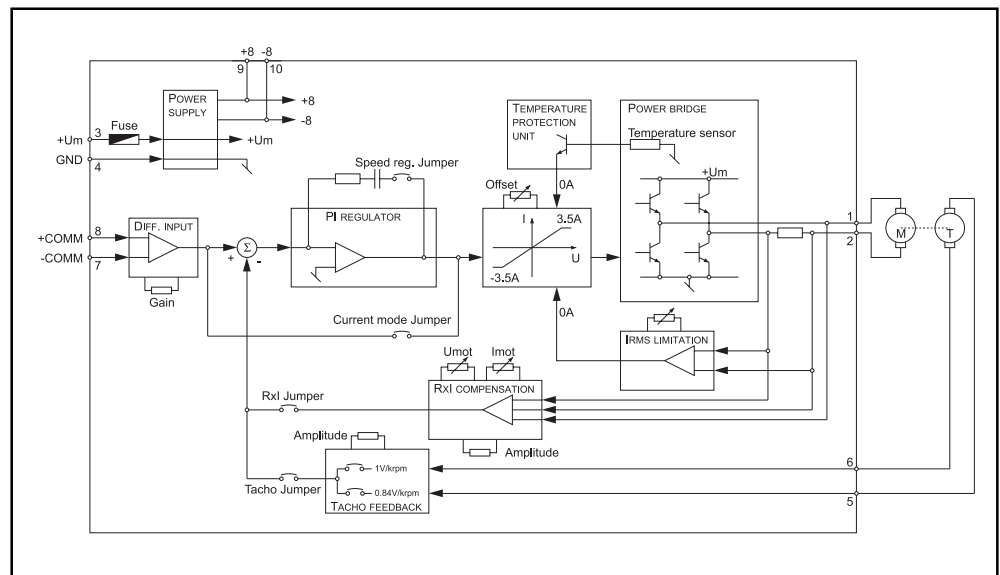 +8 -8
9 10
POWER SUPPLY
+8
-8
Fuse
+Um 3
+Um
GND 4
TEMPERATURE PROTECTION UNIT
POWER BRIDGE
Temperature sensor
+Um
Speed reg. Jumper
Offset
0A
PI REGULATOR
I 3.5A
U
-3.5A
DIFF. INPUT
+COMM 8
-COMM 7
Gain
+ Σ -
1
2
M T
Current mode Jumper
0A
IRMS LIMITATION
Umot Imot
RXI COMPENSATION
RxI Jumper
Amplitude
Amplitude
6
1V/krpm
Tacho Jumper
0.84V/krpm
5
TACHO FEEDBACK